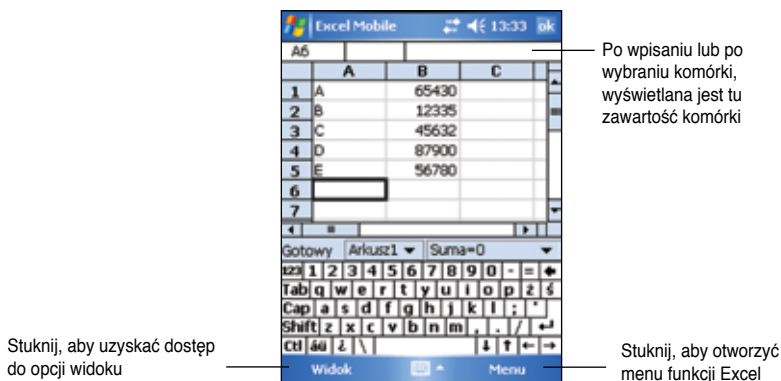 Excel Mobile 13:33 ok
A6
A B C
1 A 65430
2 B 12335
3 C 45632
4 D 87900
5 E 56780
6
7
Gotowy Arkusz1 Suma=0
123 1 2 3 4 5 6 7 8 9 0 - =
Tab q w e r t y u i o p ż ś
Cap a s d f g h j k l ; '
Shift z x c v b n m , . /
Ctl áü ¿ \
Widok Menu
Po wpisaniu lub po
wybraniu komórki,
wyświetlana jest tu
zawartość komórki
Stuknij, aby uzyskać dostęp
do opcji widoku
Stuknij, aby otworzyć
menu funkcji Excel